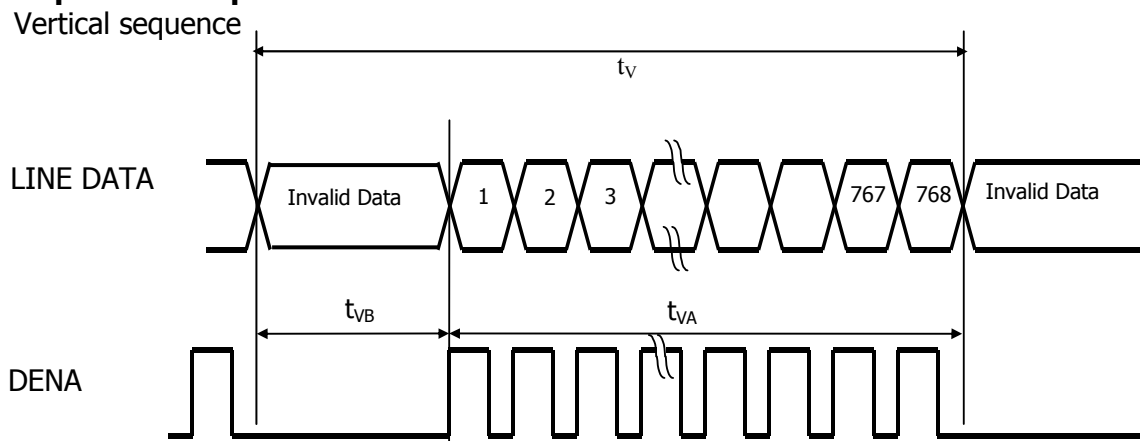 Vertical sequence
tV
LINE DATA
Invalid Data
1
2
3
767
768
Invalid Data
tVB
tVA
DENA